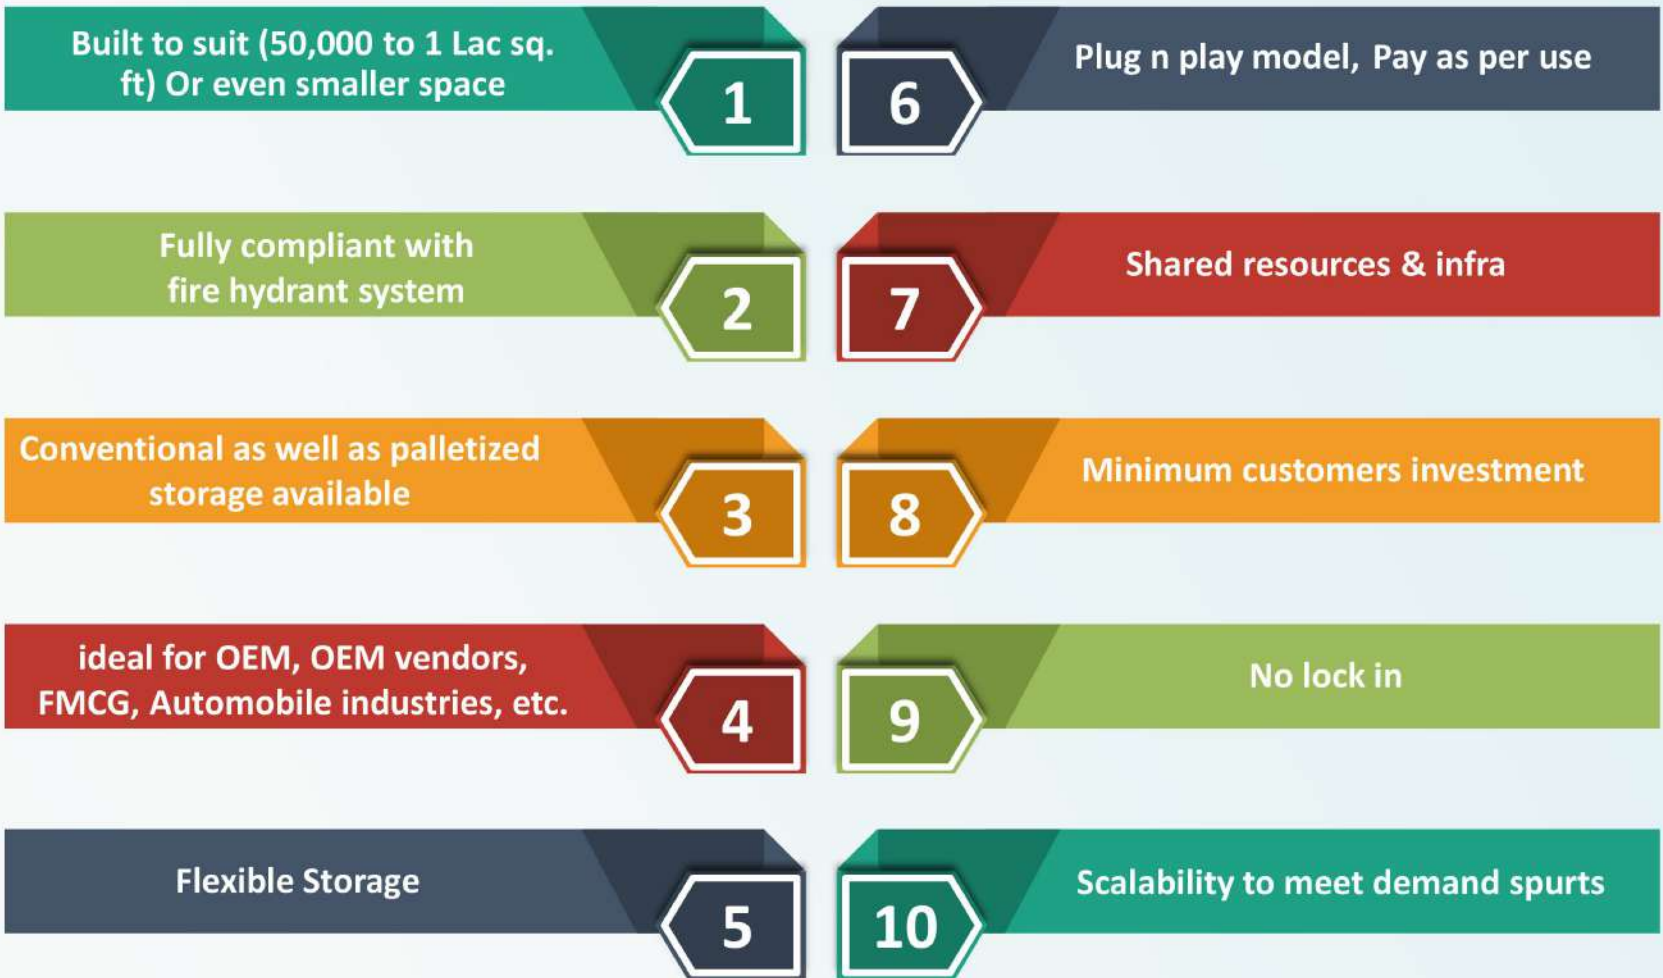 Built to suit (50,000 to 1 Lac sq.
ft) Or even smaller space
1
Fully compliant with
fire hydrant system
2
Conventional as well as palletized
storage available
3
ideal for OEM, OEM vendors,
FMCG, Automobile industries, etc.
4
Flexible Storage
5
6
Plug n play model, Pay as per use
7
Shared resources & infra
8
Minimum customers investment
9
No lock in
10
Scalability to meet demand spurts